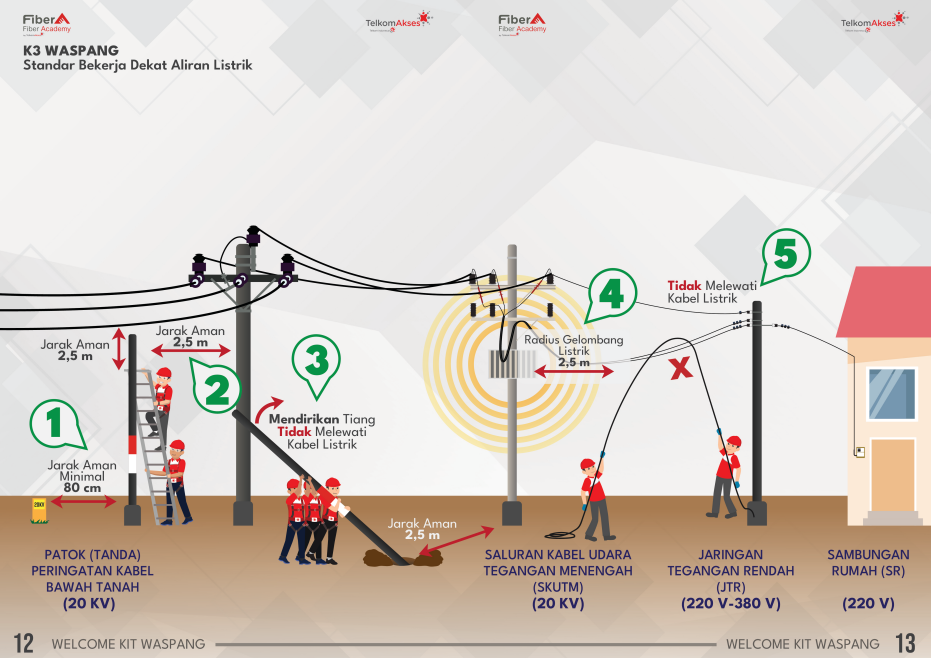 Fiber
Fiber Academy
TelkomAkses
Fiber
Fiber Academy
TelkomAkses
K3 WASPANG
Standar Bekerja Dekat Aliran Listrik
5
4
Tidak Melewati
Kabel Listrik
Jarak Aman
2,5 m
Jarak Aman
2,5 m
Radius Gelombang
Listrik
2,5 m
3
2
X
1
Mendirikan Tiang
Tidak Melewati
Kabel Listrik
Jarak Aman
Minimal
80 cm
20KV
Jarak Aman
2,5 m
PATOK (TANDA)
PERINGATAN KABEL
BAWAH TANAH
(20 KV)
SALURAN KABEL UDARA
TEGANGAN MENENGAH
(SKUTM)
(20 KV)
JARINGAN
TEGANGAN RENDAH
(JTR)
(220 V-380 V)
SAMBUNGAN
RUMAH (SR)
(220 V)
12 WELCOME KIT WASPANG
WELCOME KIT WASPANG 13